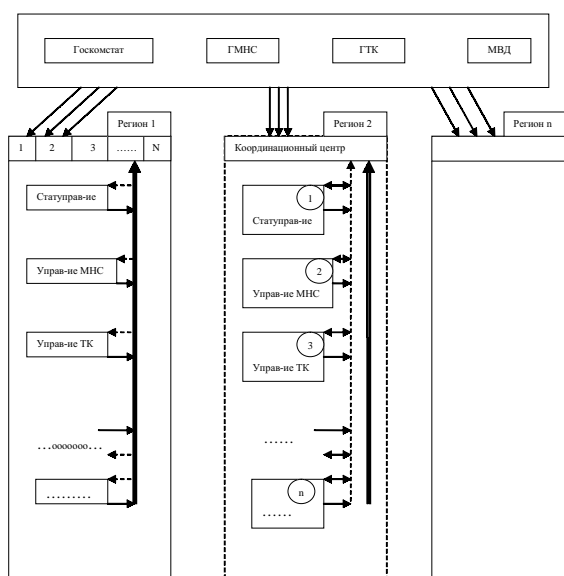 Госкомстат
ГМНС
ГТК
МВД
Регион 1
Регион 2
Регион n
1 2 3 …… N
Координационный центр
Статуправ-ие
Управ-ие МНС
Управ-ие ТК
…ооооооо…
………
1
Статуправ-ие
2
Управ-ие МНС
3
Управ-ие ТК
……
n
……